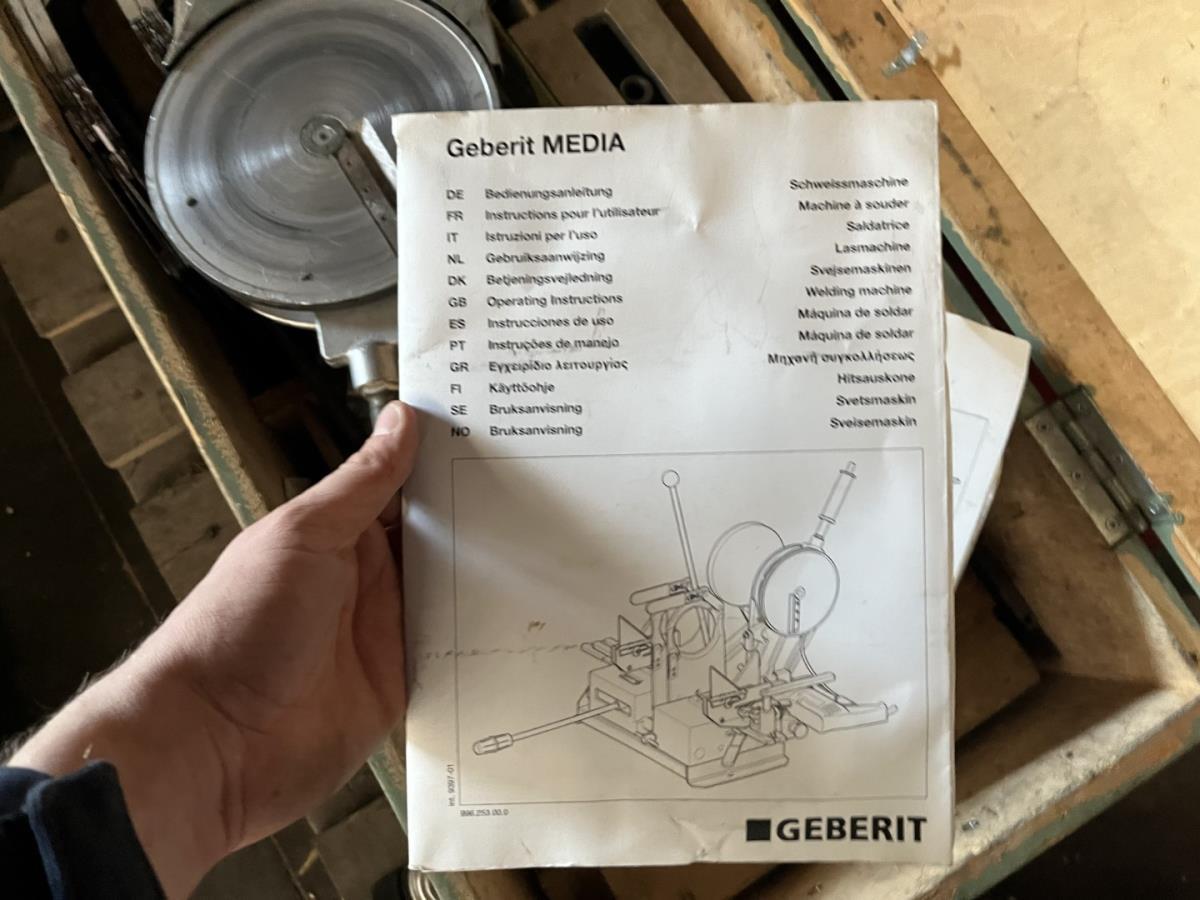 Geberit MEDIA
DE Bedienungsanleitung Schweissmaschine
FR Instructions pour l'utilisateur Machine à souder
IT Istruzioni per l'uso Saldatrice
NL Gebruiksaanwijzing Lasmachine
DK Betjeningsvejledning Svejsemaskinen
GB Operating Instructions Welding machine
ES Instrucciones de uso Máquina de soldar
PT Instruções de manejo Máquina de soldar
GR Εγχειρίδιο λειτουργίας Μηχανή συγκολλήσεως
FI Käyttöohje Hitsauskone
SE Bruksanvisning Svetsmaskin
NO Bruksanvisning Sveisemaskin
int. 9397-01
996.253.00.0
GEBERIT